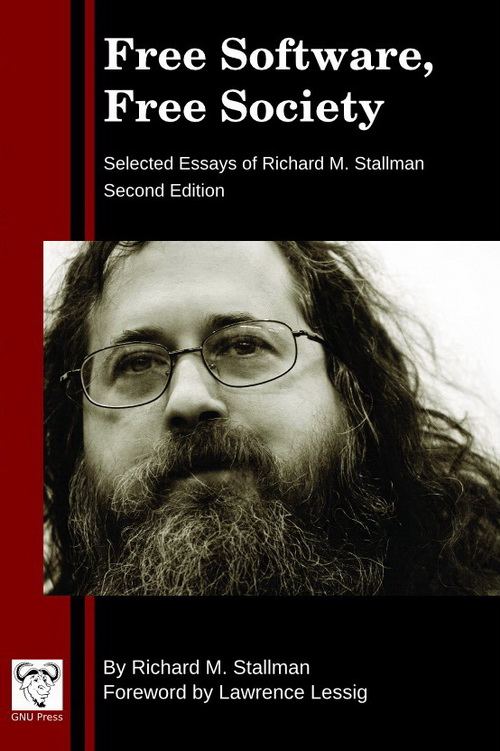 Free Software,
Free Society
Selected Essays of Richard M. Stallman
Second Edition
By Richard M. Stallman
Foreword by Lawrence Lessig
GNU Press